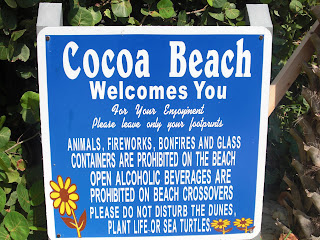 Cocoa Beach
Welcomes You
For Your Enjoyment
Please leave only your footprints
ANIMALS, FIREWORKS, BONFIRES AND GLASS
CONTAINERS ARE PROHIBITED ON THE BEACH
OPEN ALCOHOLIC BEVERAGES ARE
PROHIBITED ON BEACH CROSSOVERS
PLEASE DO NOT DISTURB THE DUNES,
PLANT LIFE OR SEA TURTLES